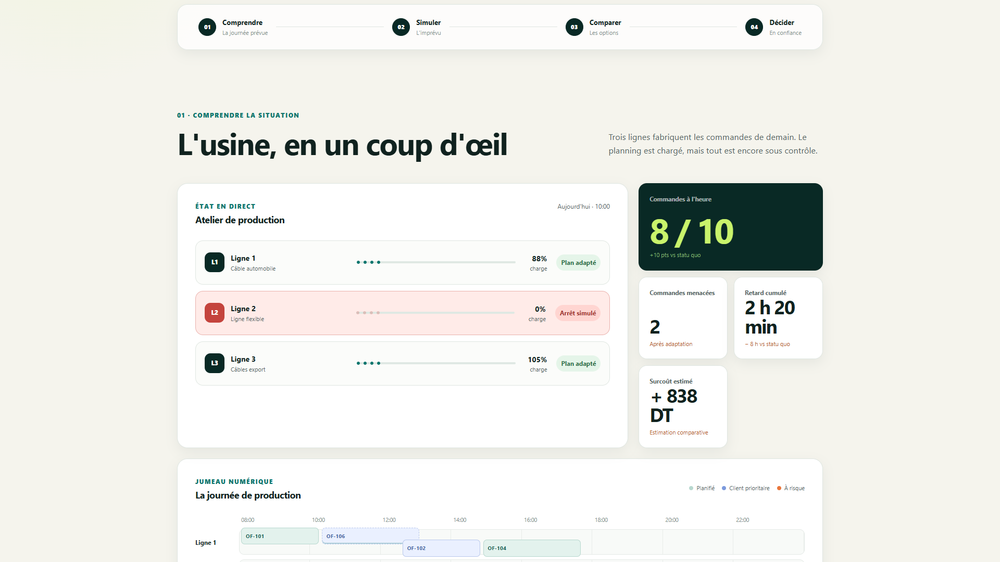 01
Comprendre
La journée prévue
02
Simuler
L'imprévu
03
Comparer
Les options
04
Décider
En confiance
01 · COMPRENDRE LA SITUATION
L'usine, en un coup d'œil
Trois lignes fabriquent les commandes de demain. Le
planning est chargé, mais tout est encore sous contrôle.
ÉTAT EN DIRECT
Atelier de production
Aujourd'hui · 10:00
L1
Ligne 1
Câble automobile
88%
charge
Plan adapté
L2
Ligne 2
Ligne flexible
0%
charge
Arrêt simulé
L3
Ligne 3
Câbles export
105%
charge
Plan adapté
Commandes à l'heure
8 / 10
+10 pts vs statu quo
Commandes menacées
2
Après adaptation
Retard cumulé
2 h 20
min
− 8 h vs statu quo
Surcoût estimé
+ 838
DT
Estimation comparative
JUMEAU NUMÉRIQUE
La journée de production
Planifié
Client prioritaire
À risque
08:00
10:00
12:00
14:00
16:00
18:00
20:00
22:00
Ligne 1
OF-101
OF-106
OF-102
OF-104